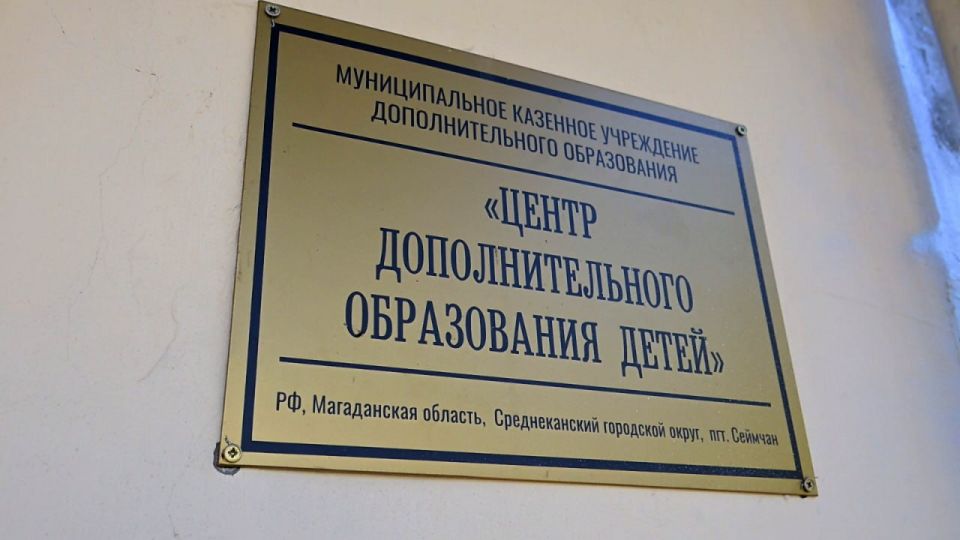 МУНИЦИПАЛЬНОЕ КАЗЕННОЕ УЧРЕЖДЕНИЕ
ДОПОЛНИТЕЛЬНОГО ОБРАЗОВАНИЯ
«ЦЕНТР
ДОПОЛНИТЕЛЬНОГО
ОБРАЗОВАНИЯ ДЕТЕЙ»
РФ, Магаданская область, Среднеканский городской округ, пгт. Сеймчан